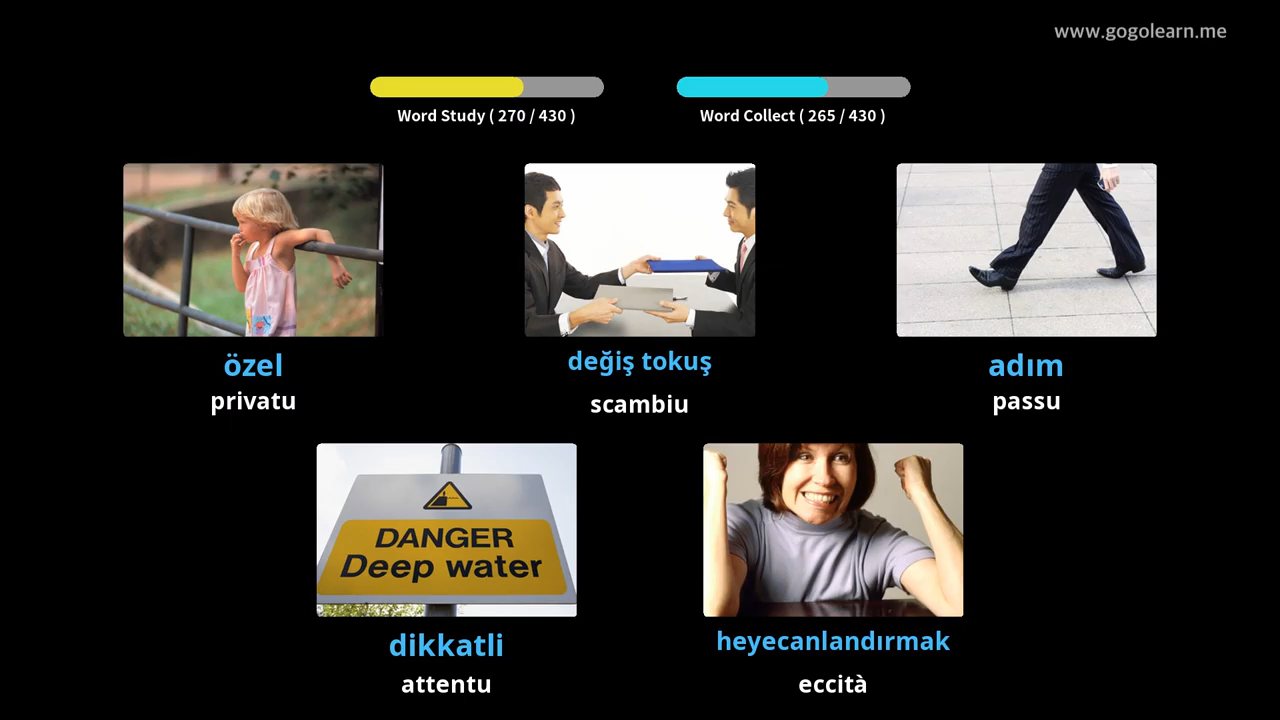 www.gogolearn.me
Word Study ( 270 / 430 )
Word Collect ( 265 / 430 )
özel
privatu
değiş tokuş
scambiu
adım
passu
DANGER
Deep water
dikkatli
attentu
heyecanlandırmak
eccità